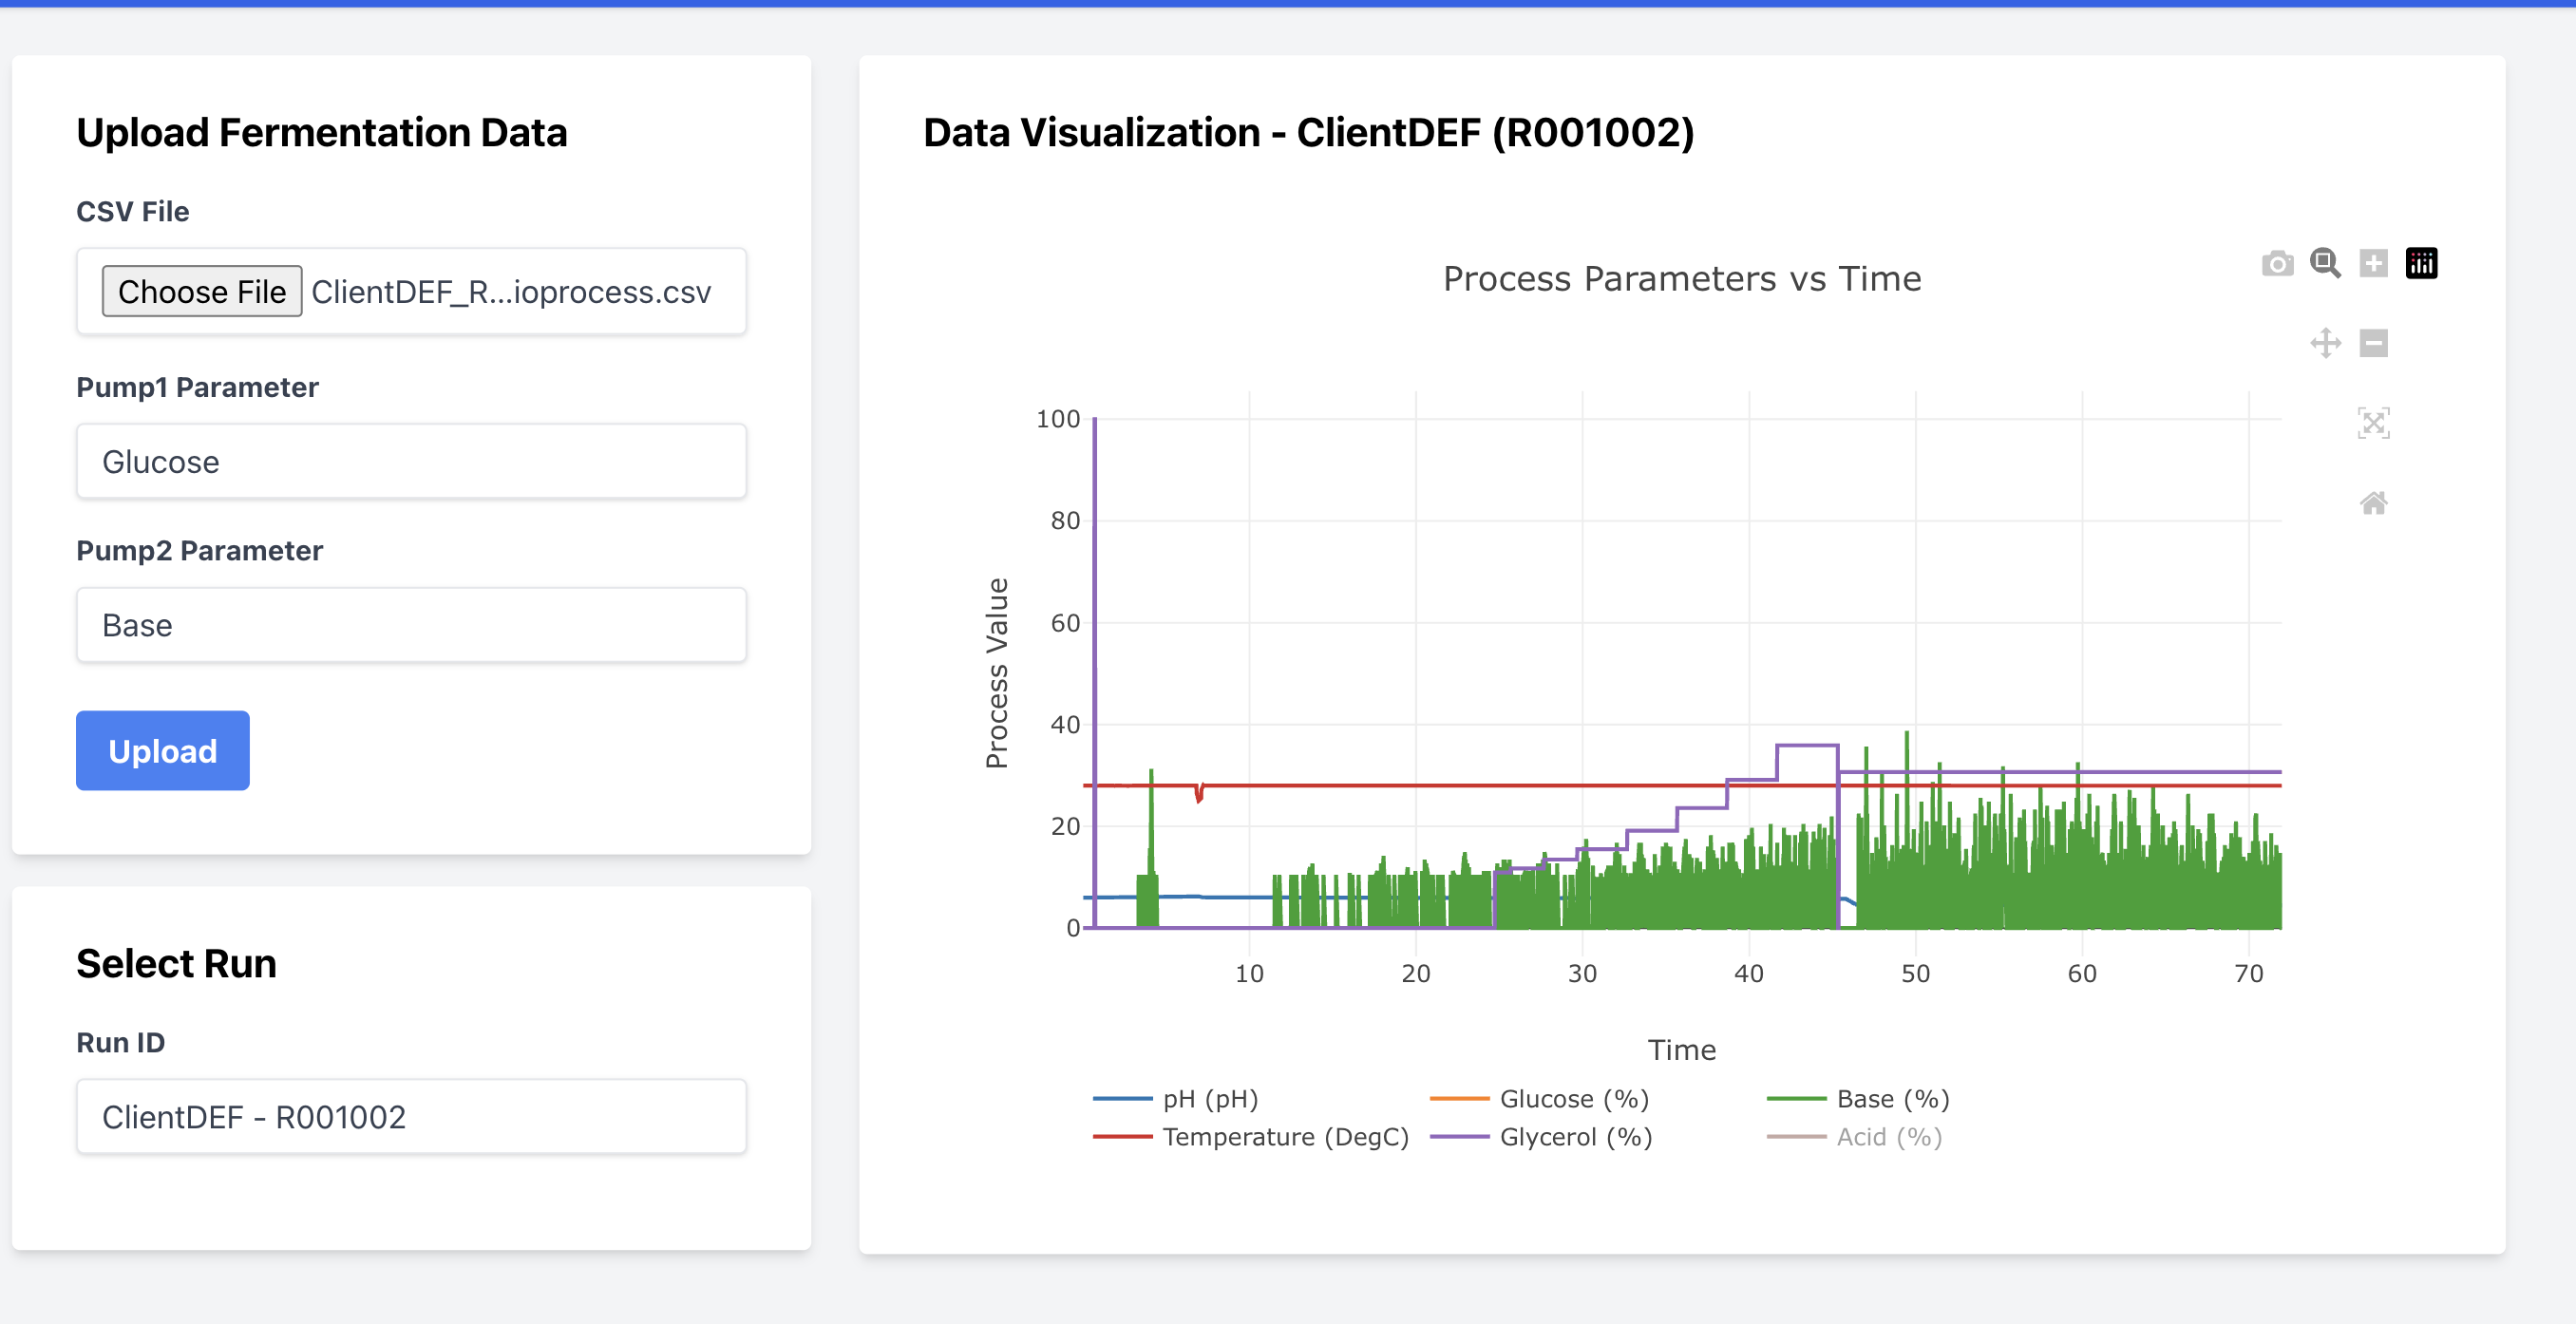 Upload Fermentation Data
CSV File
Choose File ClientDEF_R...ioprocess.csv
Pump1 Parameter
Glucose
Pump2 Parameter
Base
Upload
Select Run
Run ID
ClientDEF - R001002
Data Visualization - ClientDEF (R001002)
Process Parameters vs Time
Process Value
100
80
60
40
20
0
10 20 30 40 50 60 70
Time
pH (pH) Glucose (%) Base (%)
Temperature (DegC) Glycerol (%) Acid (%)